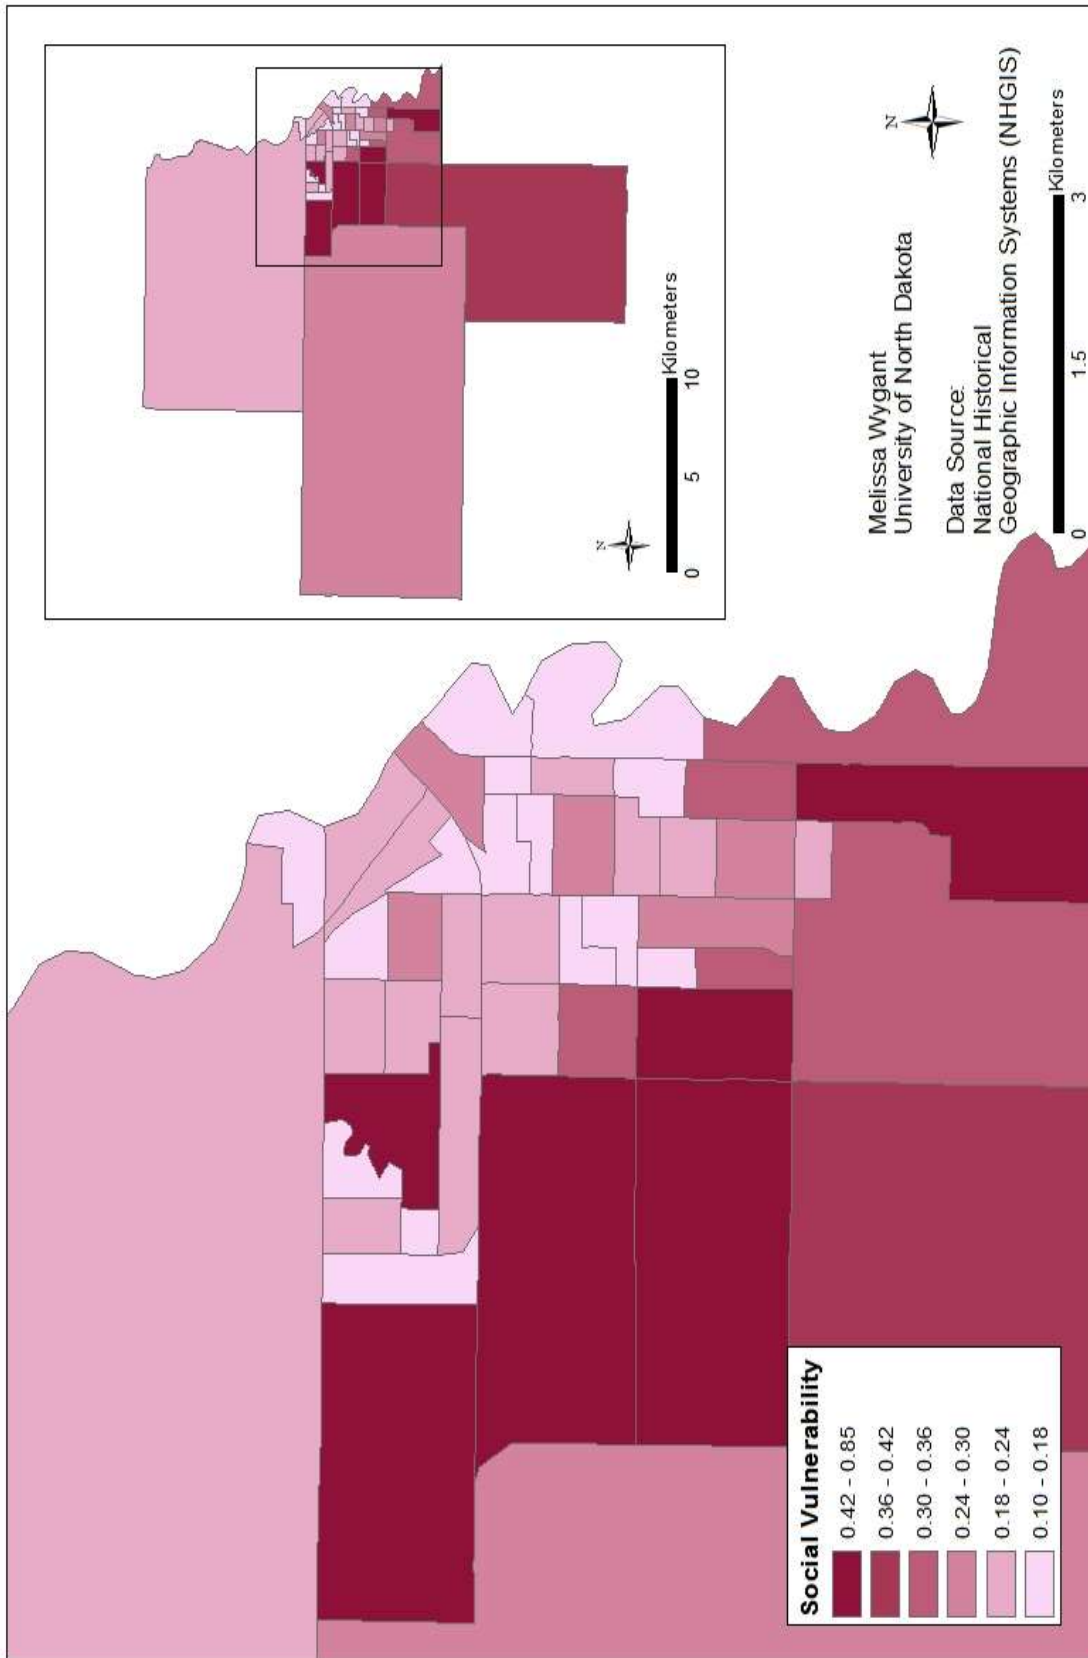 N
0 5 10 Kilometers
Melissa Wygant
University of North Dakota
Data Source:
National Historical
Geographic Information Systems (NHGIS)
N
0 1.5 3 Kilometers
Social Vulnerability
0.42 - 0.85
0.36 - 0.42
0.30 - 0.36
0.24 - 0.30
0.18 - 0.24
0.10 - 0.18